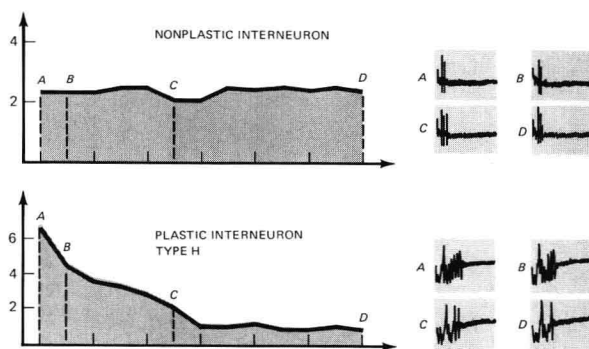 NONPLASTIC INTERNEURON
4
2
A B C D
A B
C D
PLASTIC INTERNEURON
TYPE H
6
4
2
A
B
C D
A B
C D